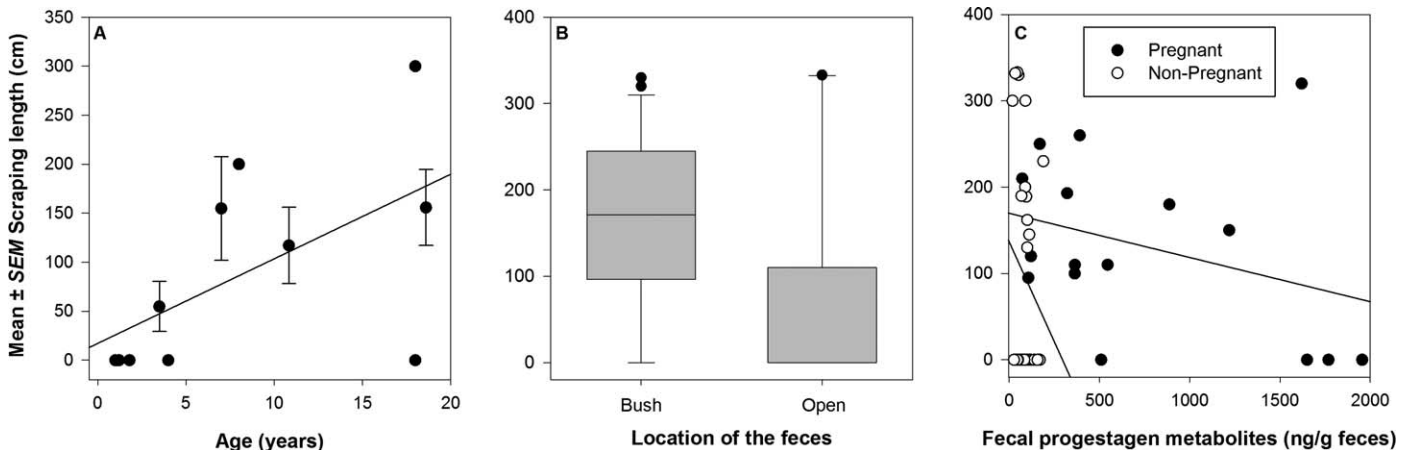 Mean ± SEM Scraping length (cm)
A
350
300
250
200
150
100
50
0
0 5 10 15 20
Age (years)
B
400
300
200
100
0
Bush Open
Location of the feces
C
Pregnant
Non-Pregnant
400
300
200
100
0
0 500 1000 1500 2000
Fecal progestagen metabolites (ng/g feces)